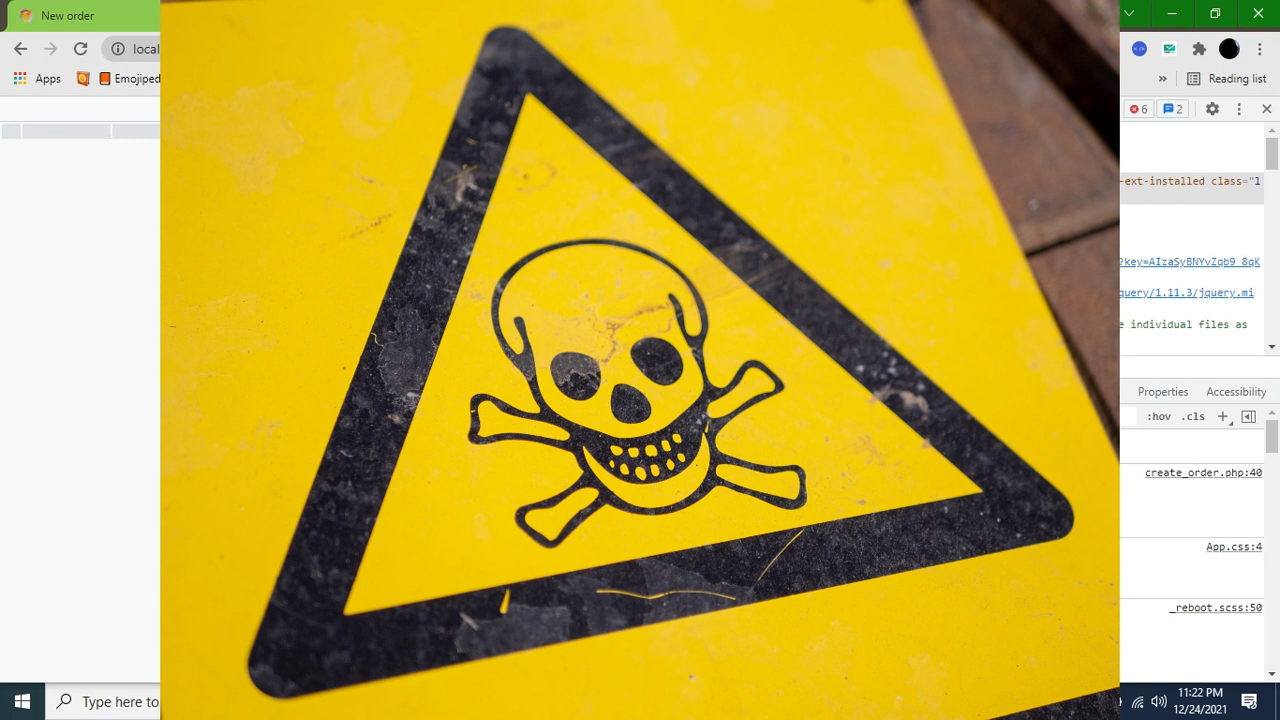 New order
local
Apps
Emojiped
Reading list
6
2
-ext-installed class="l
?key=AIzaSyBNYvZqb9_8qK
query/1.11.3/jquery.mi
e individual files as
Properties
Accessibility
:hov
.cls
create_order.php:40
App.css:4
_reboot.scss:50
Type here to
11:22 PM
12/24/2021